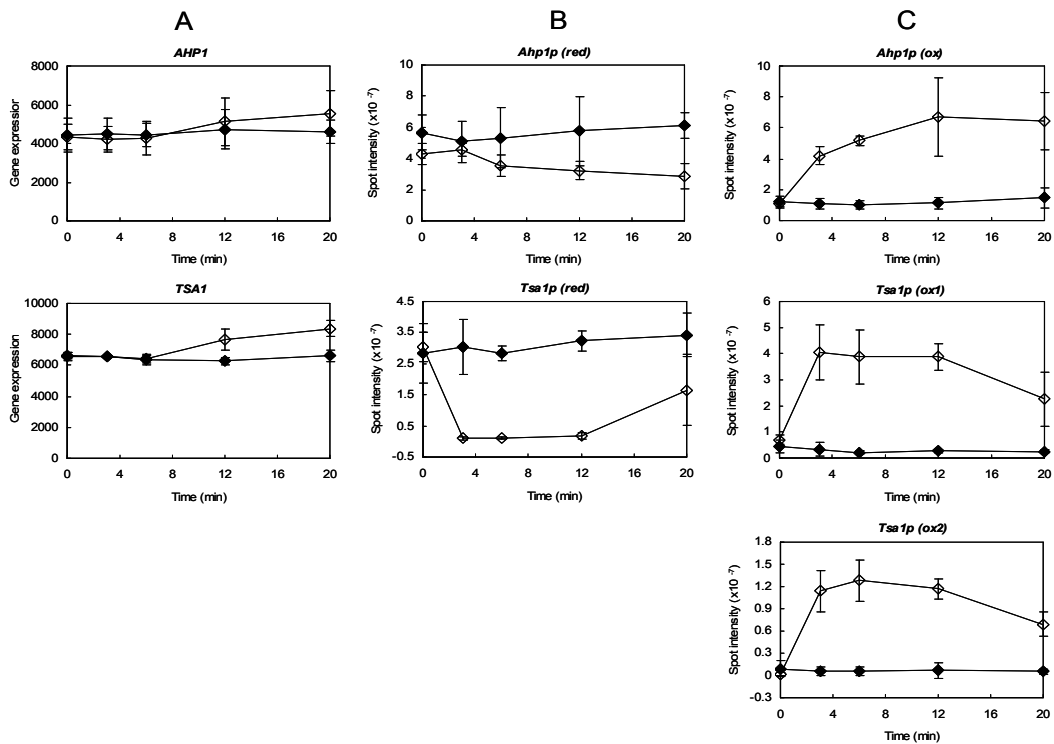 A
B
C
AHP1
Gene expression
8000
6000
4000
2000
0
0 4 8 12 16 20
Time (min)
Ahp1p (red)
Spot intensity (x10 -7)
10
8
6
4
2
0
0 4 8 12 16 20
Time (min)
Ahp1p (ox)
Spot intensity (x10 -7)
10
8
6
4
2
0
0 4 8 12 16 20
Time (min)
TSA1
Gene expression
10000
8000
6000
4000
2000
0
0 4 8 12 16 20
Time (min)
Tsa1p (red)
Spot intensity (x10 -7)
4.5
3.5
2.5
1.5
0.5
-0.5
0 4 8 12 16 20
Time (min)
Tsa1p (ox1)
Spot intensity (x10 -7)
6
5
4
3
2
1
0
0 4 8 12 16 20
Time (min)
Tsa1p (ox2)
Spot intensity (x10 -7)
1.8
1.5
1.2
0.9
0.6
0.3
0
-0.3
0 4 8 12 16 20
Time (min)